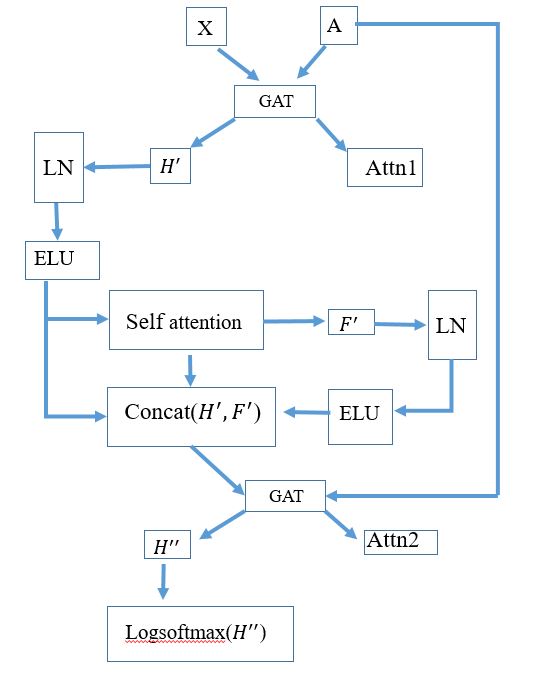 X
A
GAT
LN
H′
Attn1
ELU
Self attention
F′
LN
Concat(H′, F′)
ELU
GAT
H′′
Attn2
Logsoftmax(H′′)